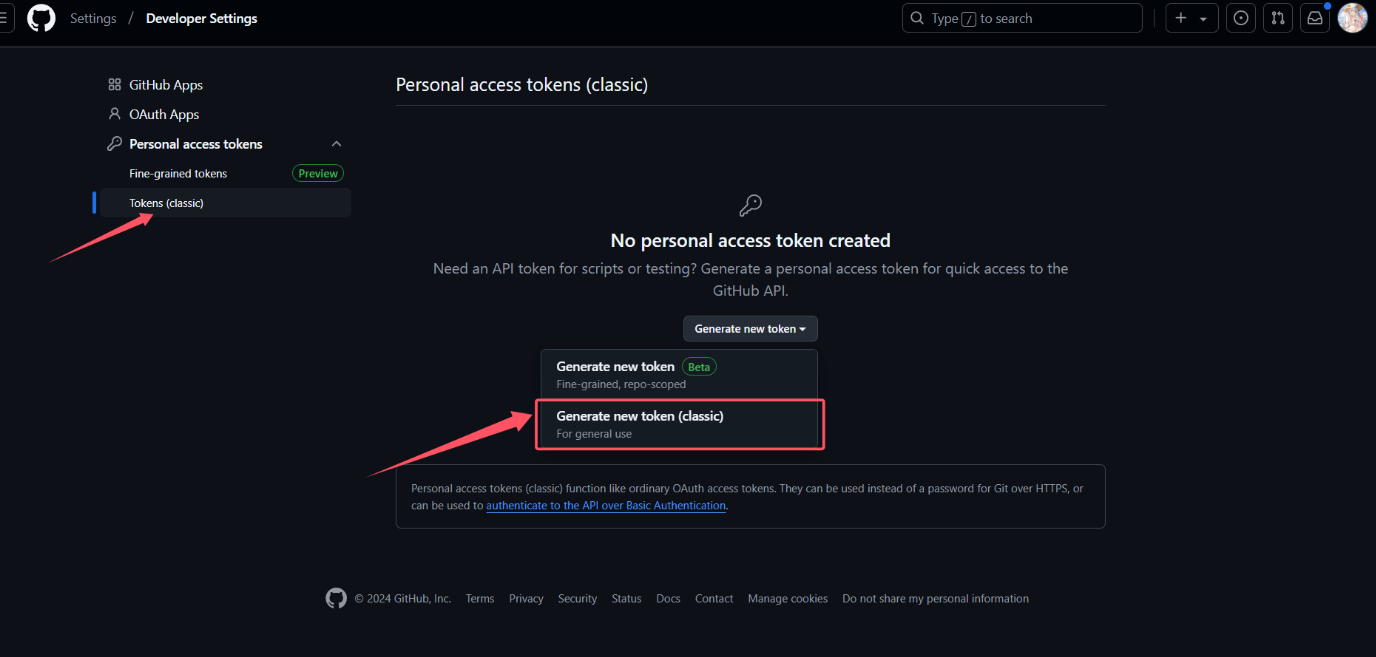 Settings / Developer Settings
Type / to search
GitHub Apps
OAuth Apps
Personal access tokens
Fine-grained tokens Preview
Tokens (classic)
Personal access tokens (classic)
No personal access token created
Need an API token for scripts or testing? Generate a personal access token for quick access to the
GitHub API.
Generate new token
Generate new token Beta
Fine-grained, repo-scoped
Generate new token (classic)
For general use
Personal access tokens (classic) function like ordinary OAuth access tokens. They can be used instead of a password for Git over HTTPS, or
can be used to authenticate to the API over Basic Authentication.
© 2024 GitHub, Inc. Terms Privacy Security Status Docs Contact Manage cookies Do not share my personal information